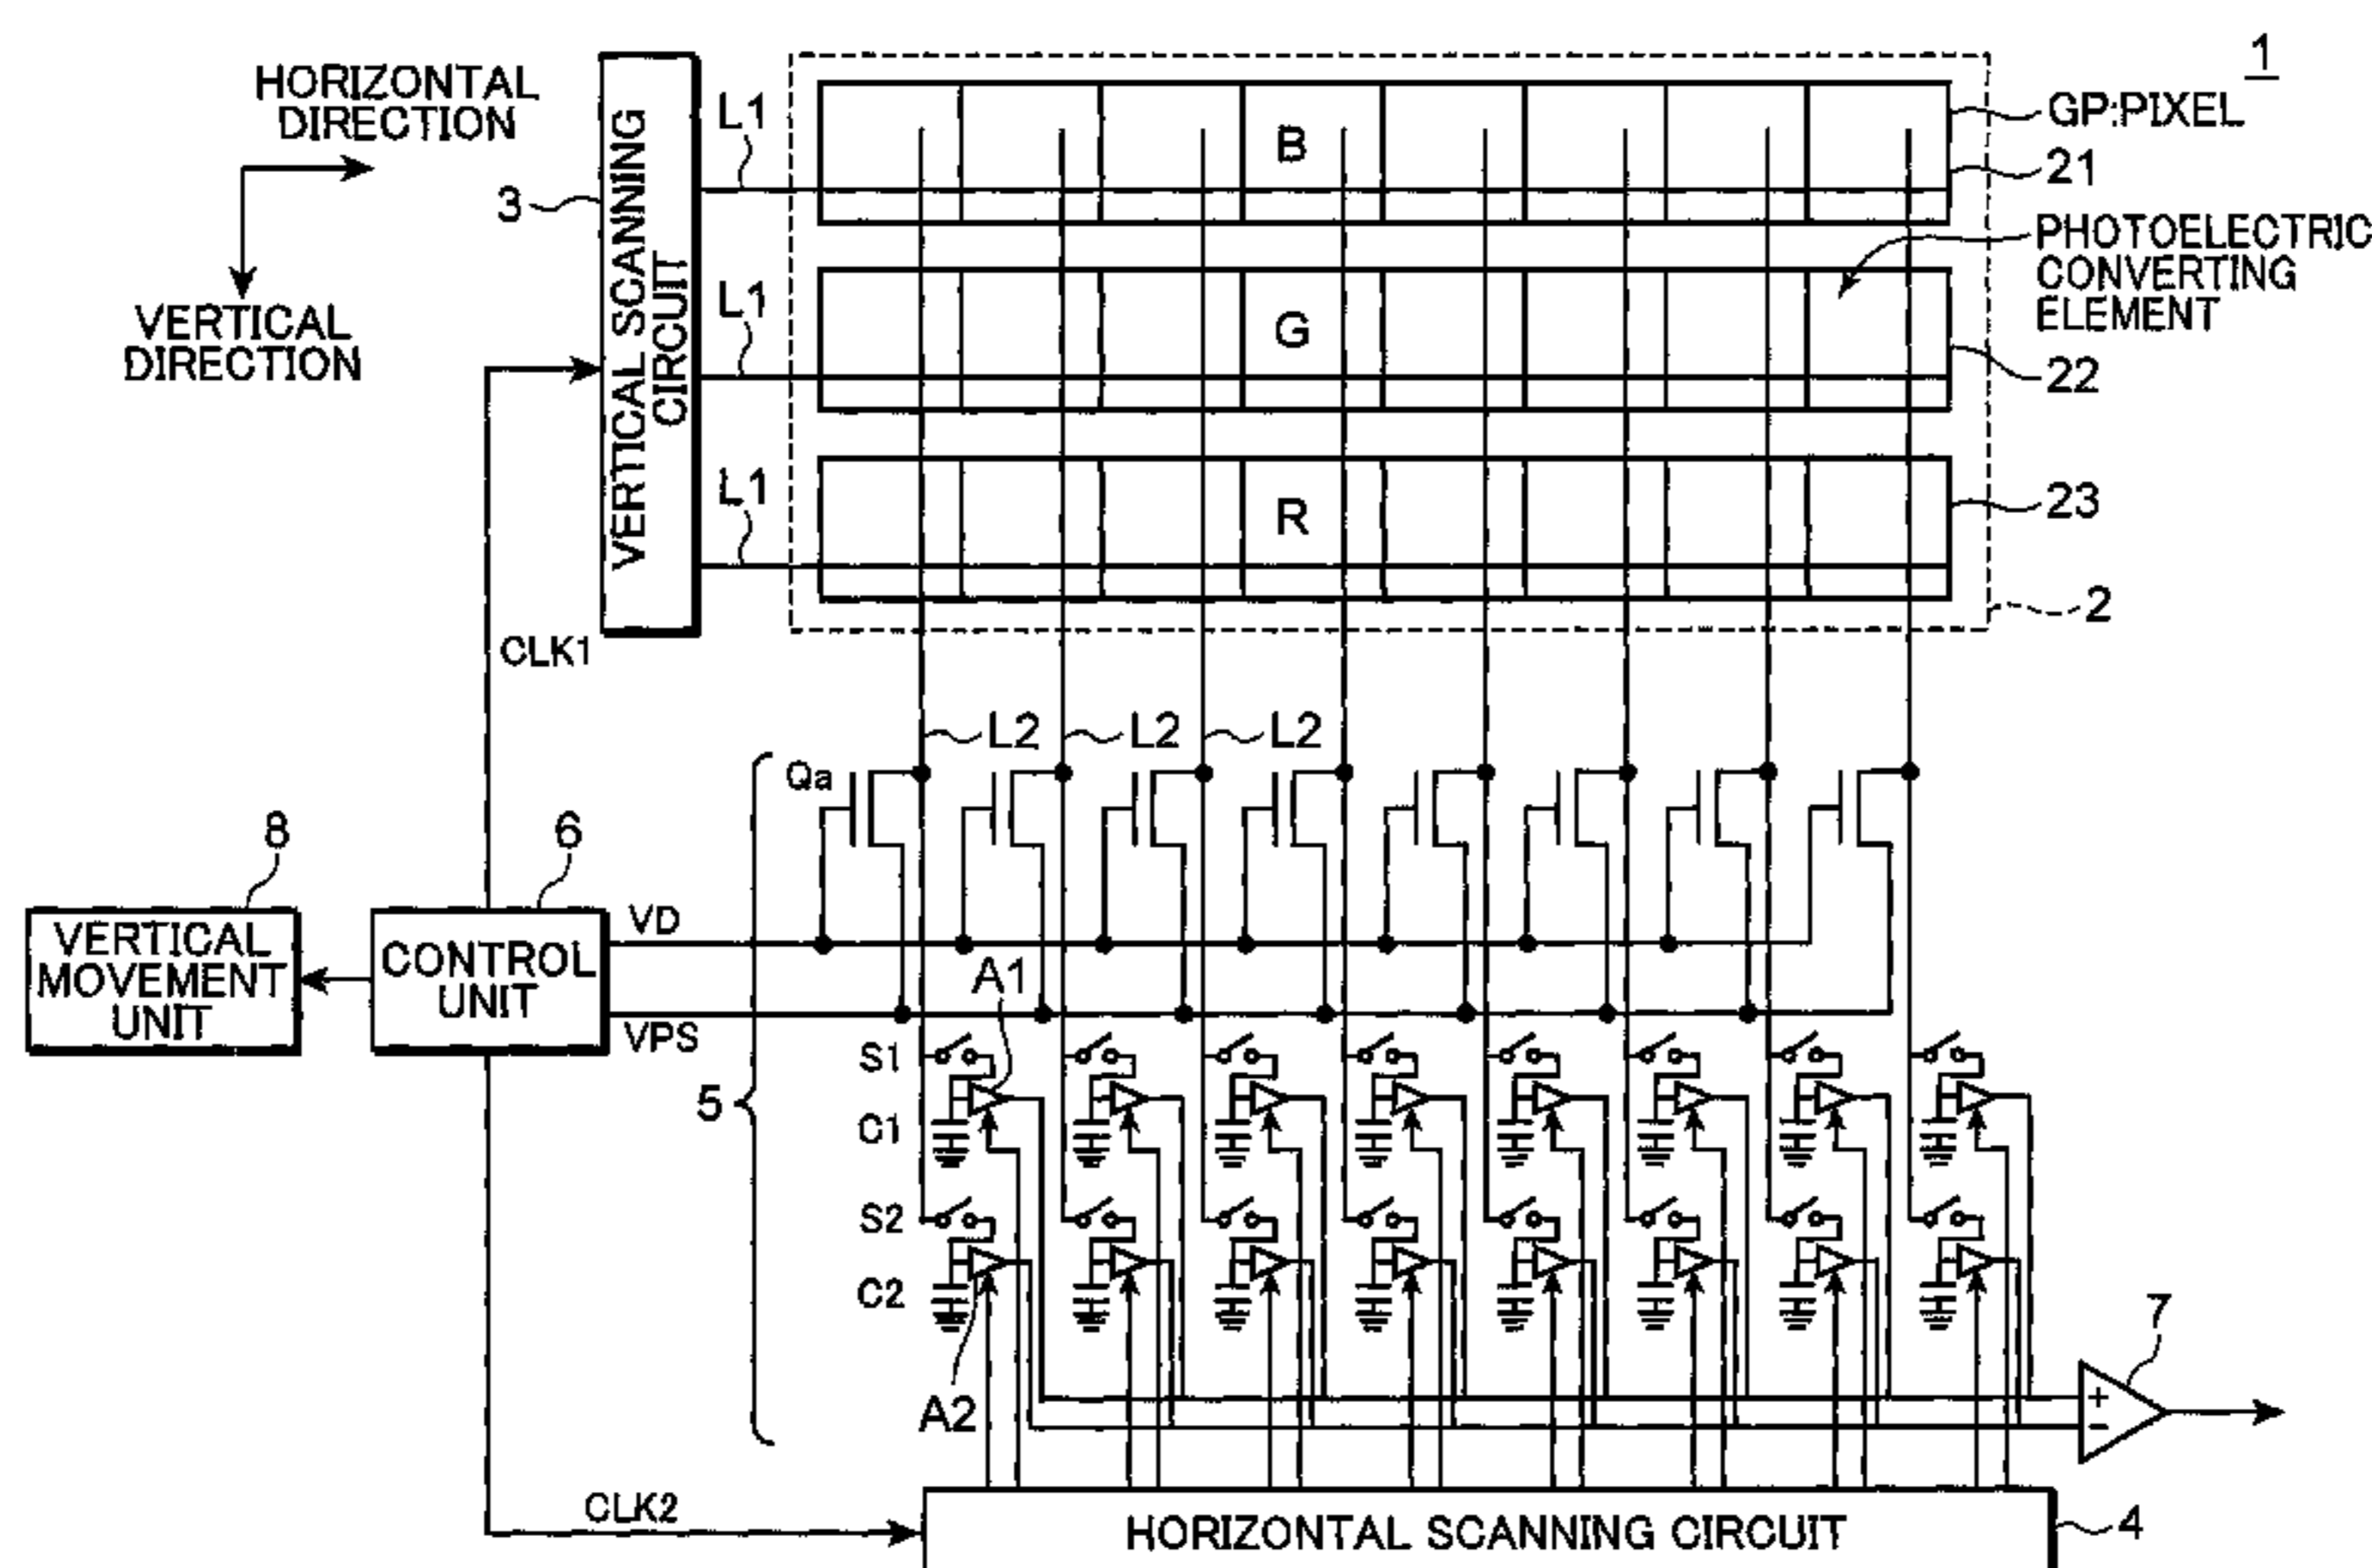 1
HORIZONTAL
DIRECTION
VERTICAL
DIRECTION
3
VERTICAL SCANNING
CIRCUIT
L1
L1
L1
B
G
R
GP:PIXEL
21
PHOTOELECTRIC
CONVERTING
ELEMENT
22
23
2
CLK1
L2
L2
L2
Qa
8
6
5
VERTICAL
MOVEMENT
UNIT
CONTROL
UNIT
VD
VPS
A1
S1
C1
S2
C2
A2
7
+
-
CLK2
HORIZONTAL SCANNING CIRCUIT
4